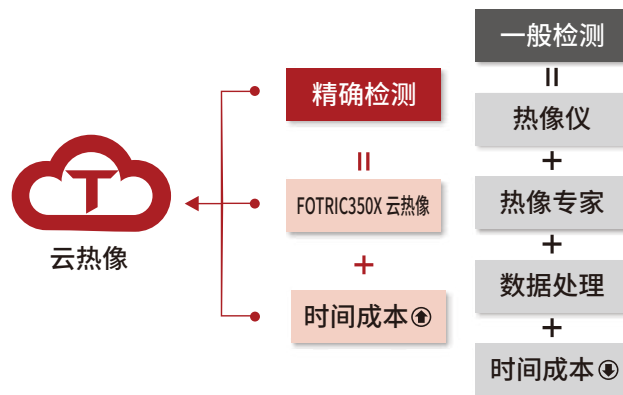 云热像
精确检测
=
FOTRIC350X 云热像
+
时间成本
一般检测
=
热像仪
+
热像专家
+
数据处理
+
时间成本